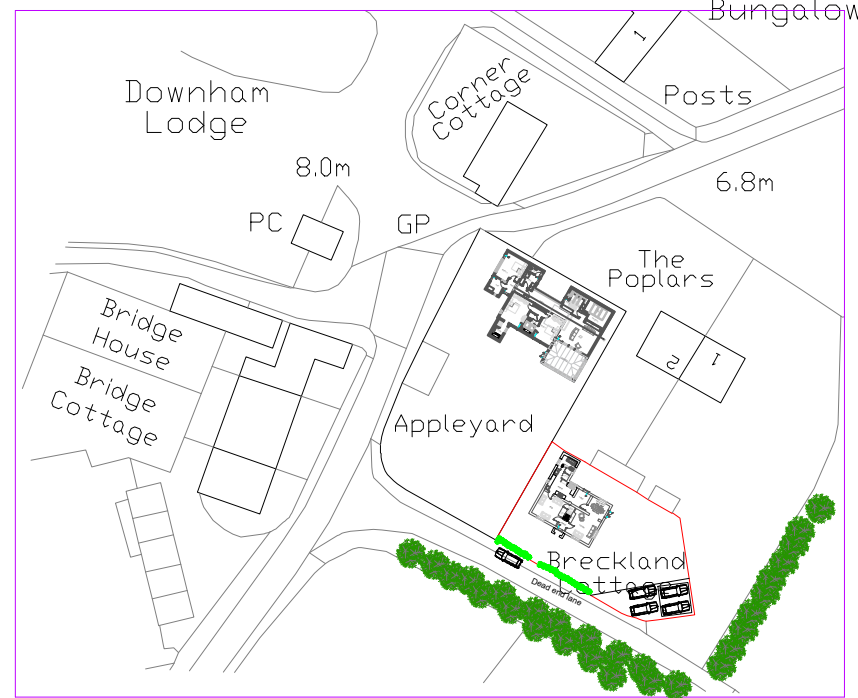 Bungalow
1
Posts
Corner
Cottage
Downham
Lodge
8.0m
6.8m
PC
GP
The
Poplars
Bridge
House
2
1
Bridge
Cottage
Appleyard
Breckland
Cottage
Dead end lane